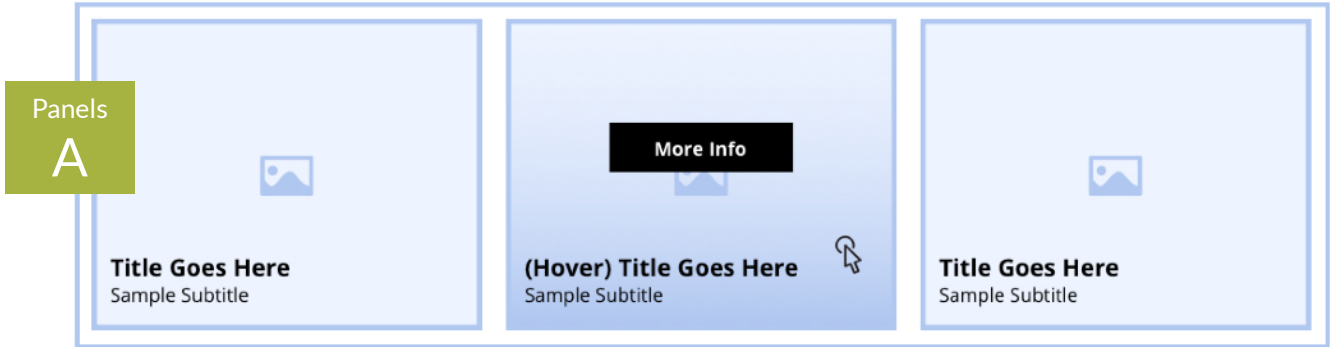 Panels
A
More Info
Title Goes Here
Sample Subtitle
(Hover) Title Goes Here
Sample Subtitle
Title Goes Here
Sample Subtitle